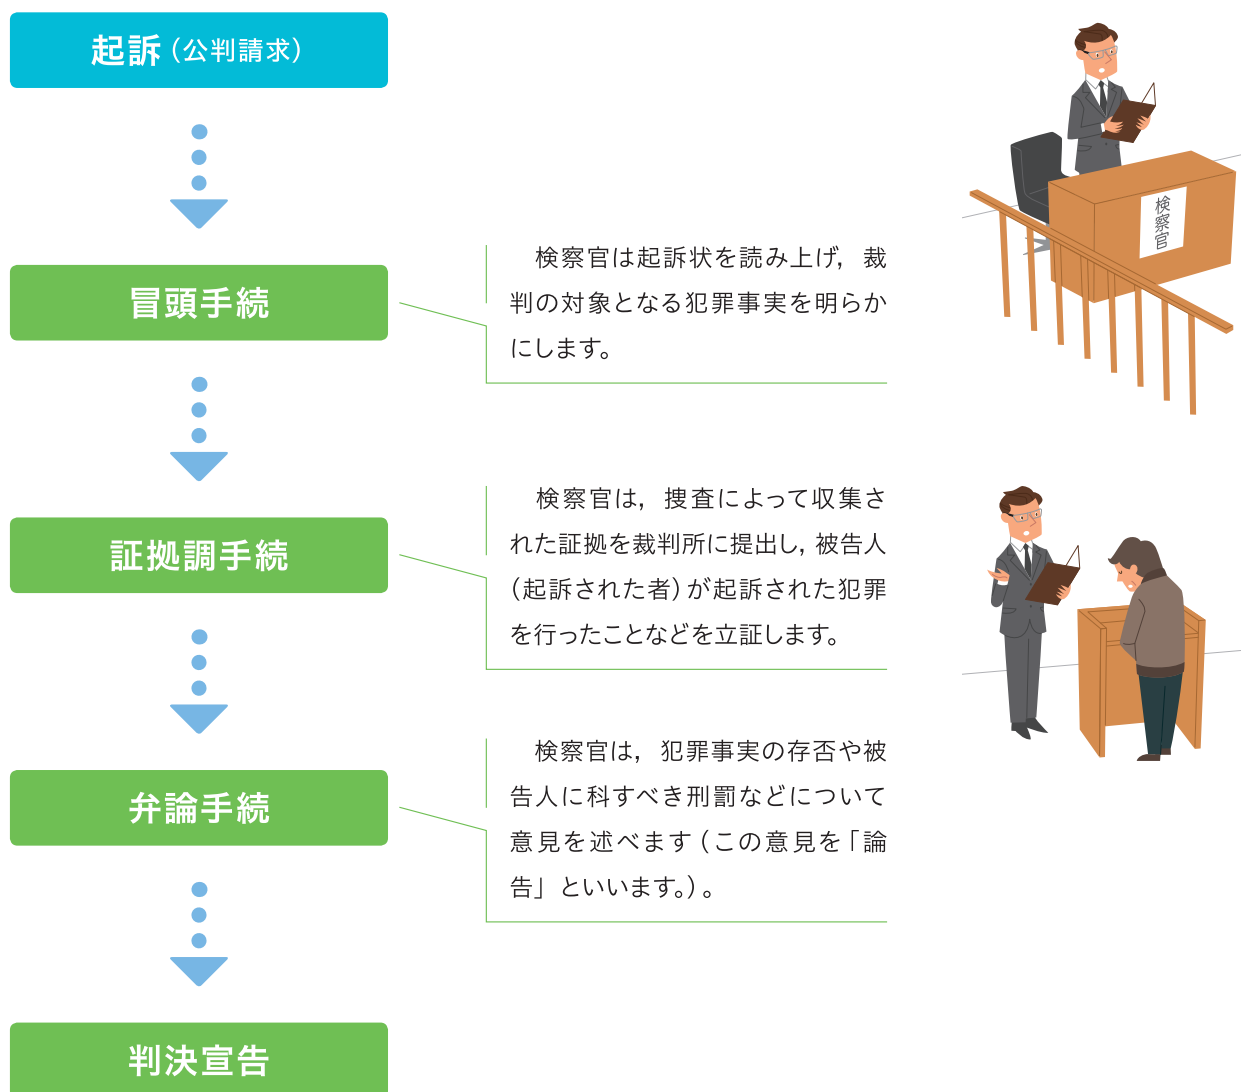 起訴（公判請求）
冒頭手続
　検察官は起訴状を読み上げ，裁
判の対象となる犯罪事実を明らか
にします。
検察官
証拠調手続
　検察官は，捜査によって収集さ
れた証拠を裁判所に提出し，被告人
（起訴された者）が起訴された犯罪
を行ったことなどを立証します。
弁論手続
　検察官は，犯罪事実の存否や被
告人に科すべき刑罰などについて
意見を述べます（この意見を「論
告」といいます。）。
判決宣告